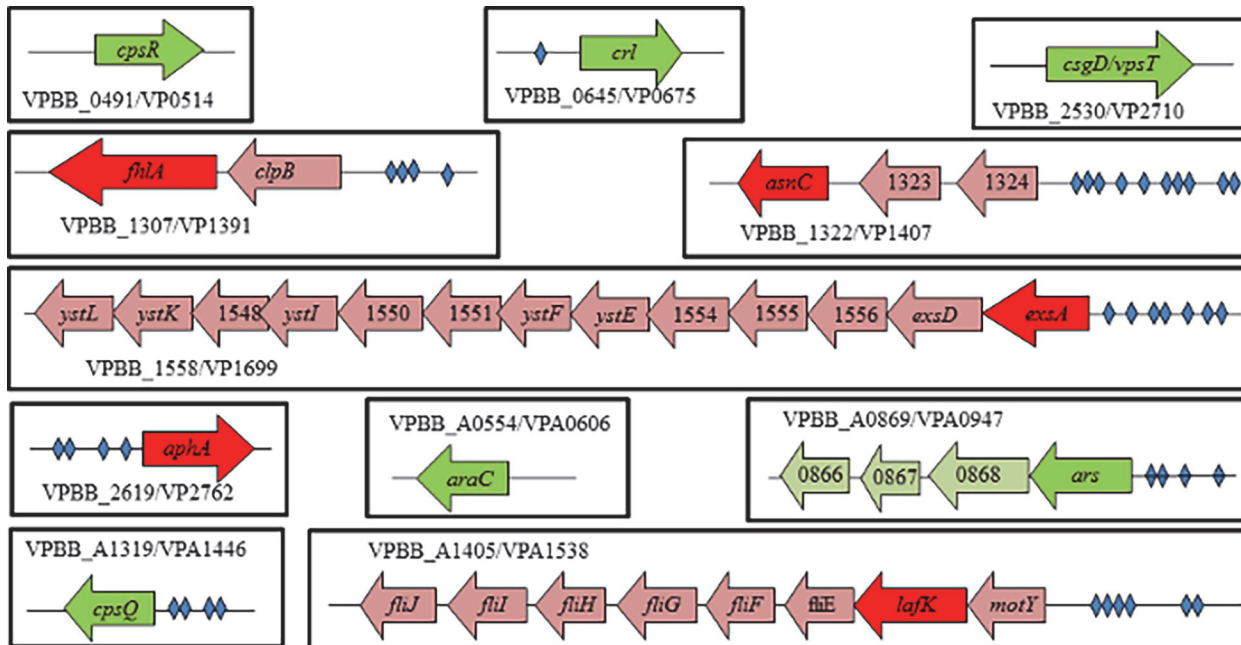 cpsR
VPBB_0491/VP0514
crl
VPBB_0645/VP0675
csgD/vpsT
VPBB_2530/VP2710
fhlA clpB
VPBB_1307/VP1391
asnC 1323 1324
VPBB_1322/VP1407
ystL ystK 1548 ystI 1550 1551 ystF ystE 1554 1555 1556 exsD exsA
VPBB_1558/VP1699
aphA
VPBB_2619/VP2762
VPBB_A0554/VPA0606
araC
VPBB_A0869/VPA0947
0866 0867 0868 ars
VPBB_A1319/VPA1446
cpsQ
VPBB_A1405/VPA1538
fliJ fliI fliH fliG fliF fliE lafK motY